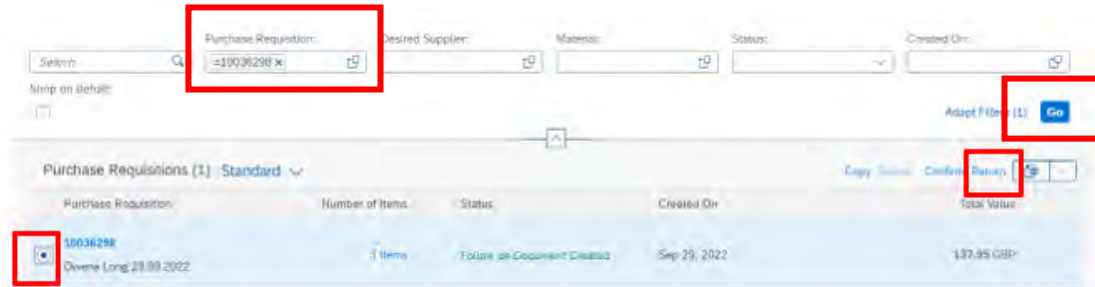 Purchase Requisition: Desired Supplier: Material: Status: Created On:
Search =10036298 ×
Shop on Behalf:
Adapt Filters (1) Go
Purchase Requisitions (1) Standard
Copy Delete Confirm Return
Purchase Requisition Number of Items Status Created On Total Value
10036298
Items Follow on Document Created Sep 29, 2022 137.95 GBP
Owena Long 29.09.2022